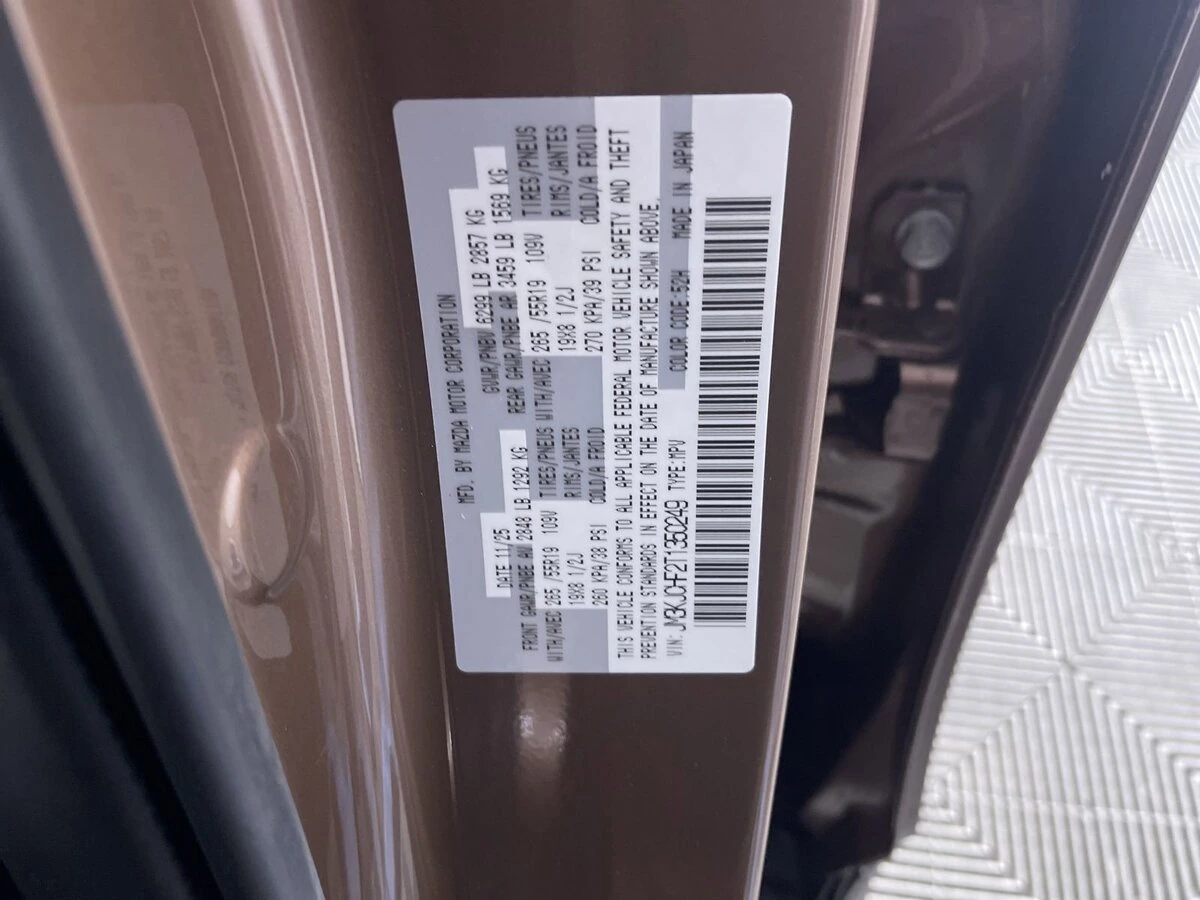 MFD. BY MAZDA MOTOR CORPORATION
DATE 11/25 GVWR/PNBV 6299 LB 2857 KG
FRONT GAWR/PNBE AV 2848 LB 1292 KG REAR GAWR/PNBE AR 3459 LB 1569 KG
WITH/AVEC 265 /55R19 109V TIRES/PNEUS WITH/AVEC 265 /55R19 109V TIRES/PNEUS
19X8 1/2J RIMS/JANTES 19X8 1/2J RIMS/JANTES
260 KPA/38 PSI COLD/A FROID 270 KPA/39 PSI COLD/A FROID
THIS VEHICLE CONFORMS TO ALL APPLICABLE FEDERAL MOTOR VEHICLE SAFETY AND THEFT
PREVENTION STANDARDS IN EFFECT ON THE DATE OF MANUFACTURE SHOWN ABOVE.
VIN: JM3KJCHF2T1350249 TYPE:MPV COLOR CODE:52H MADE IN JAPAN